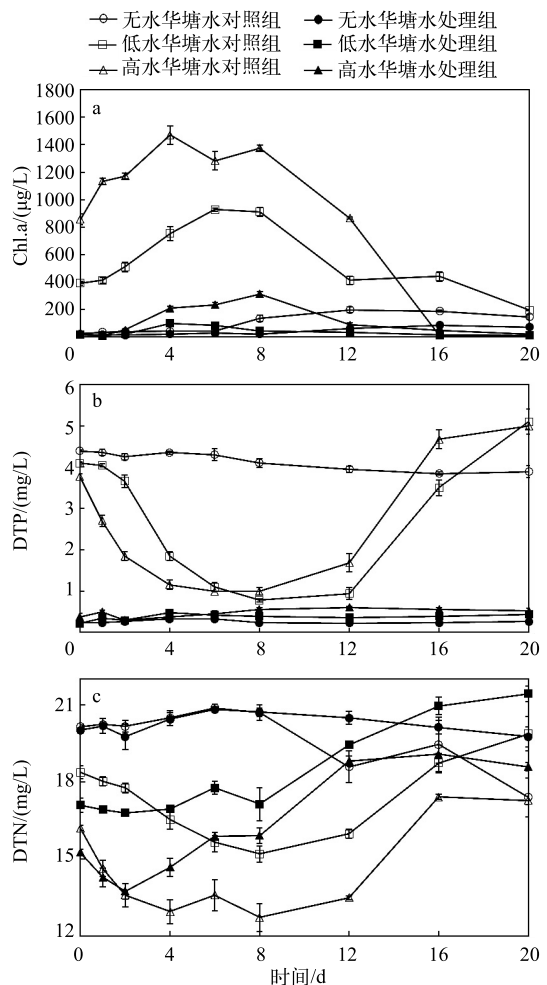 无水华塘水对照组 无水华塘水处理组
低水华塘水对照组 低水华塘水处理组
高水华塘水对照组 高水华塘水处理组
1800
a
1600
1400
1200
1000
800
600
400
200
Chl.a/(μg/L)
0 4 8 12 16 20
6
b
5
4
3
2
1
DTP/(mg/L)
0 4 8 12 16 20
21
c
18
15
12
DTN/(mg/L)
0 4 8 12 16 20
时间/d